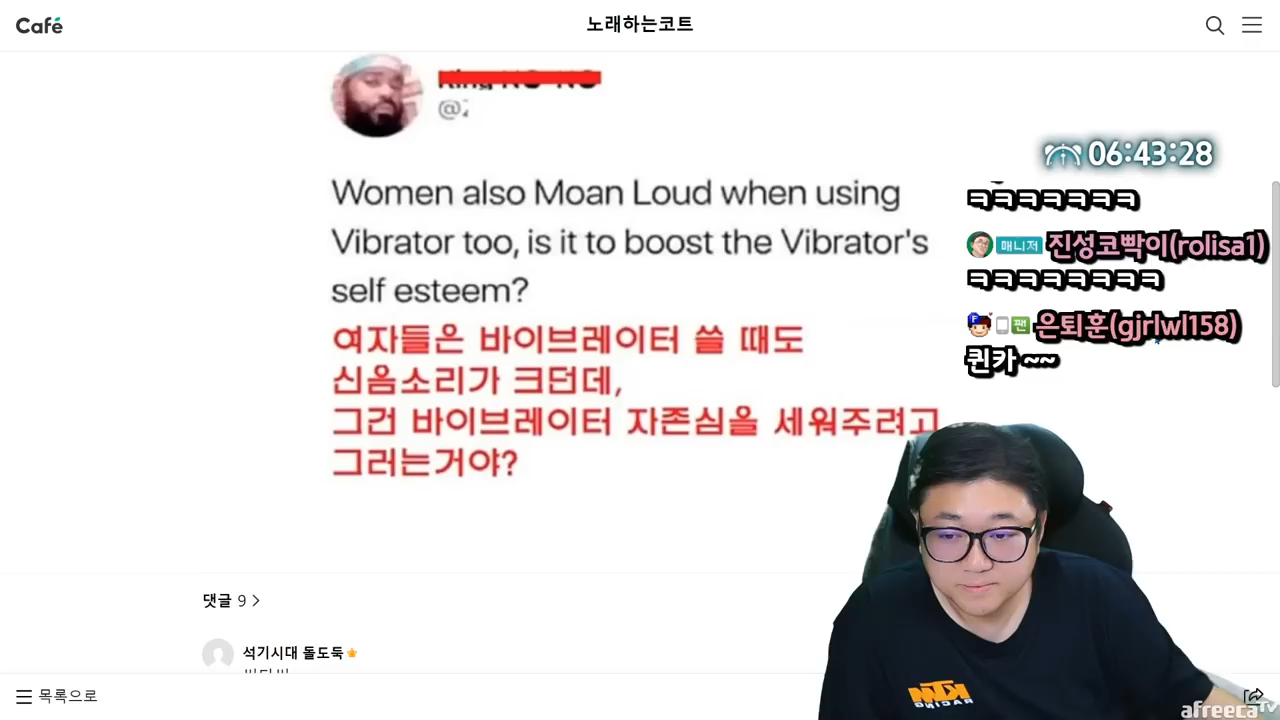 Café
노래하는코트
@
06:43:28
Women also Moan Loud when using
Vibrator too, is it to boost the Vibrator's
self esteem?
여자들은 바이브레이터 쓸 때도
신음소리가 크던데,
그건 바이브레이터 자존심을 세워주려고
그러는거야?
ㅋㅋㅋㅋㅋㅋㅋ
매니저 진성코빡이(rolisa1)
ㅋㅋㅋㅋㅋㅋㅋㅋ
팬 은퇴훈(gjrlwl158)
퀸카 ~~
댓글 9
석기시대 돌도둑
목록으로
KTM
RACING
afreecaTV